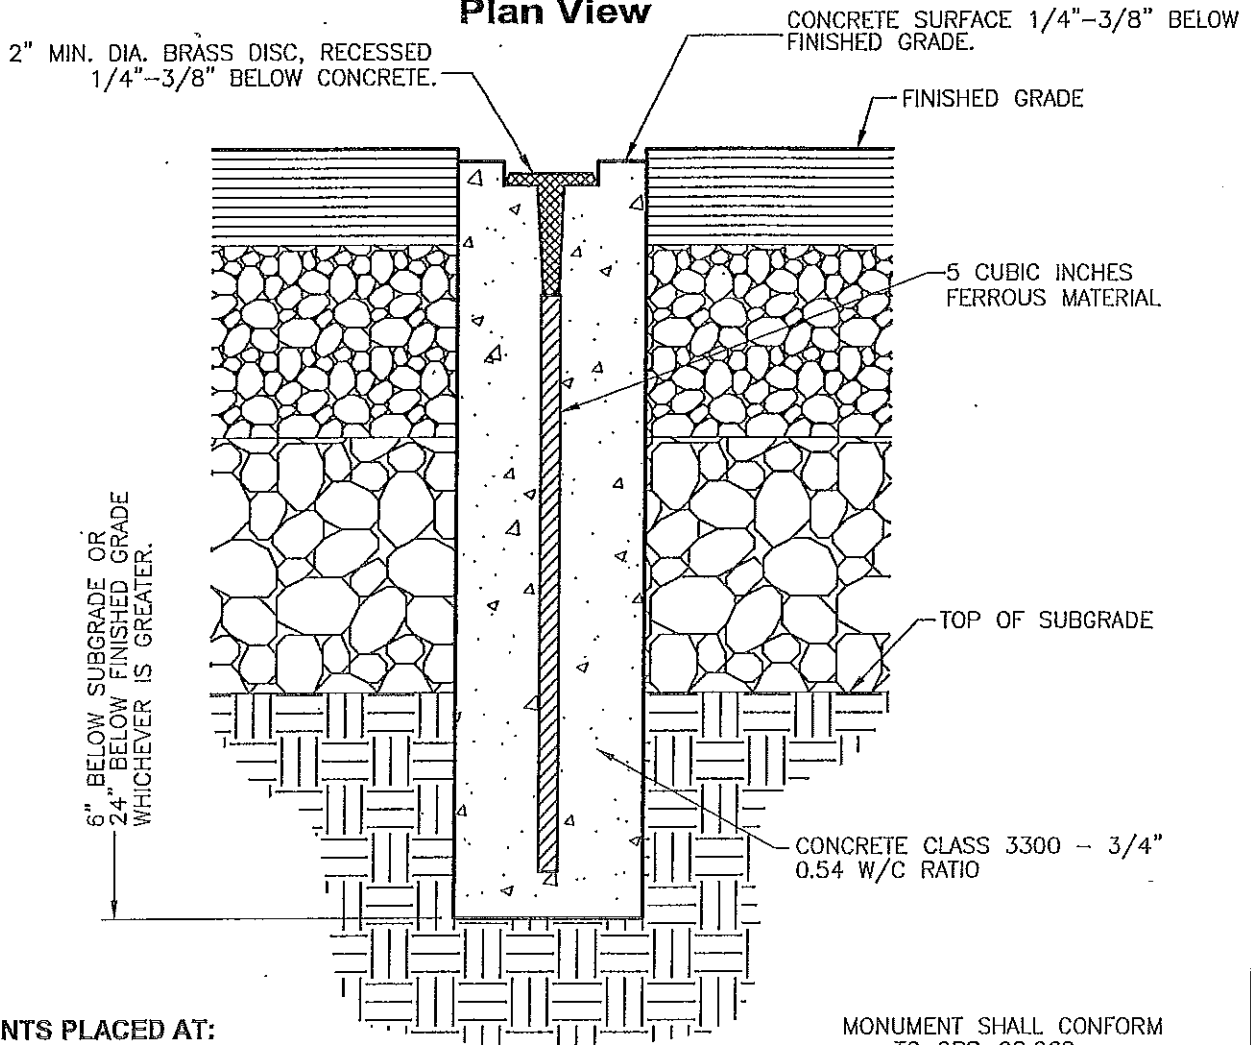 Plan View
CONCRETE SURFACE 1/4"-3/8" BELOW
FINISHED GRADE.
2" MIN. DIA. BRASS DISC, RECESSED
1/4"-3/8" BELOW CONCRETE.
FINISHED GRADE
5 CUBIC INCHES
FERROUS MATERIAL
6" BELOW SUBGRADE OR
24" BELOW FINISHED GRADE
WHICHEVER IS GREATER.
TOP OF SUBGRADE
CONCRETE CLASS 3300 - 3/4"
0.54 W/C RATIO
NTS PLACED AT:
MONUMENT SHALL CONFORM